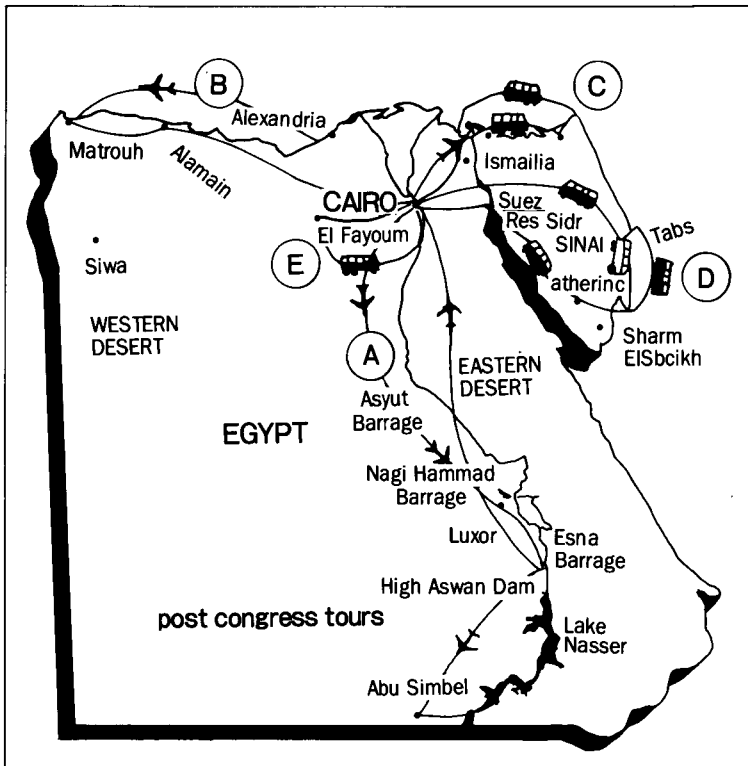 B
C
Alexandria
Matrouh
Alamain
Ismailia
CAIRO
Suez
Res Sidr
Tabs
El Fayoum
SINAI
Siwa
E
atherinc
D
WESTERN
DESERT
Sharm
ElSbcikh
A
EASTERN
DESERT
Asyut
Barrage
EGYPT
Nagi Hammad
Barrage
Luxor
Esna
Barrage
High Aswan Dam
post congress tours
Lake
Nasser
Abu Simbel